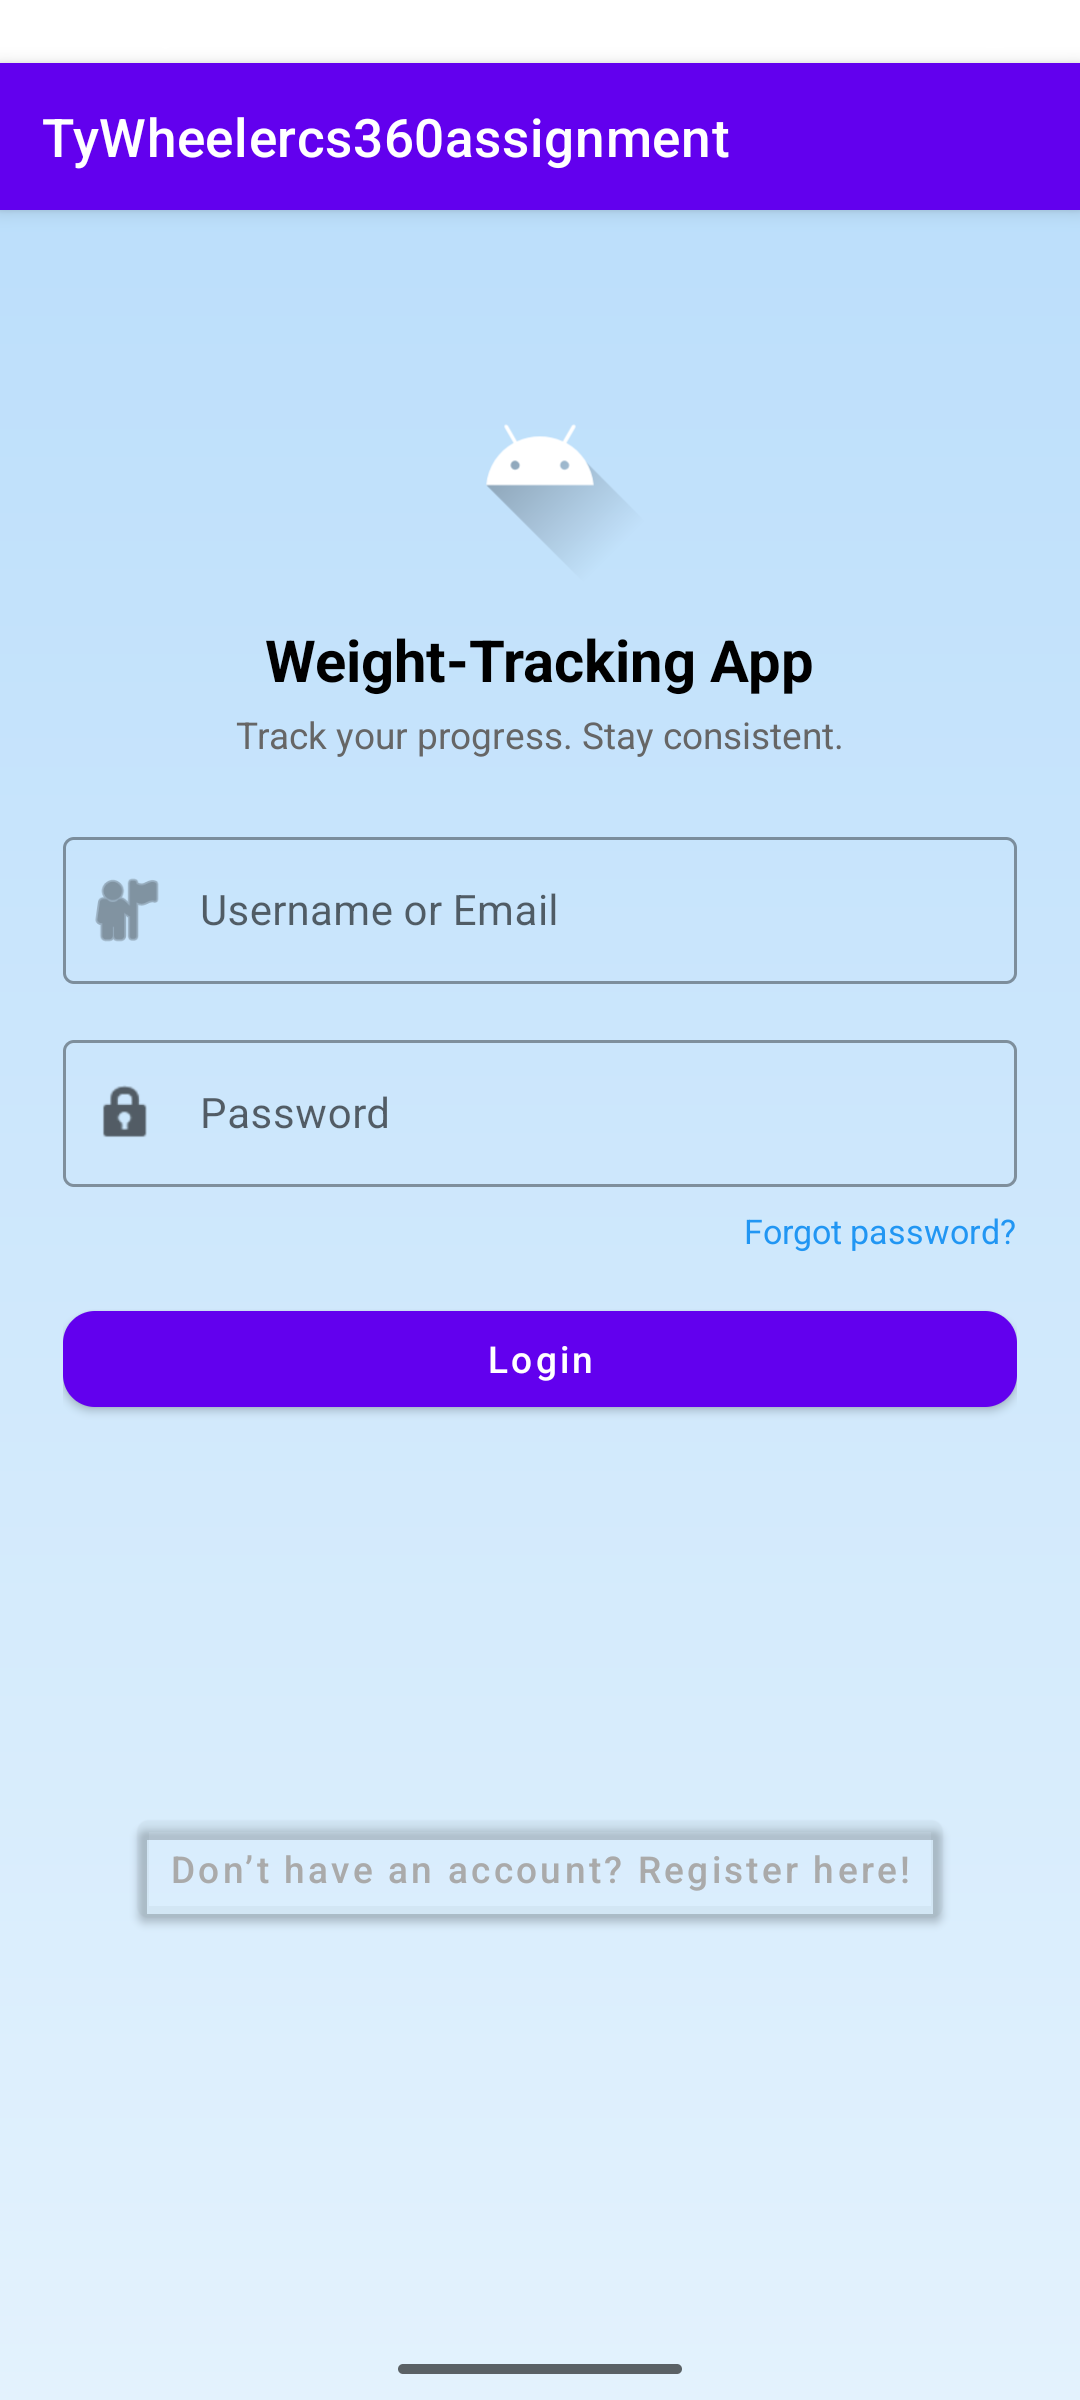 TyWheelercs360assignment
Weight-Tracking App
Track your progress. Stay consistent.
Username or Email
Password
Forgot password?
Login
Don’t have an account? Register here!